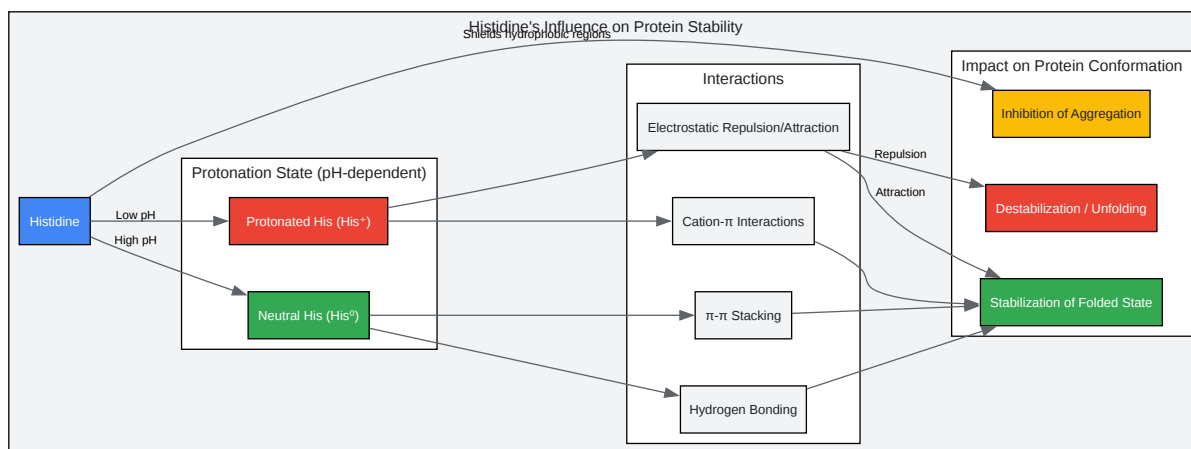 Histidine's Influence on Protein Stability
Shields hydrophobic regions
Impact on Protein Conformation
Interactions
Inhibition of Aggregation
Electrostatic Repulsion/Attraction
Repulsion
Protonation State (pH-dependent)
Attraction
Histidine
Low pH
Protonated His (His⁺)
Cation-π Interactions
Destabilization / Unfolding
High pH
Neutral His (His⁰)
π-π Stacking
Stabilization of Folded State
Hydrogen Bonding